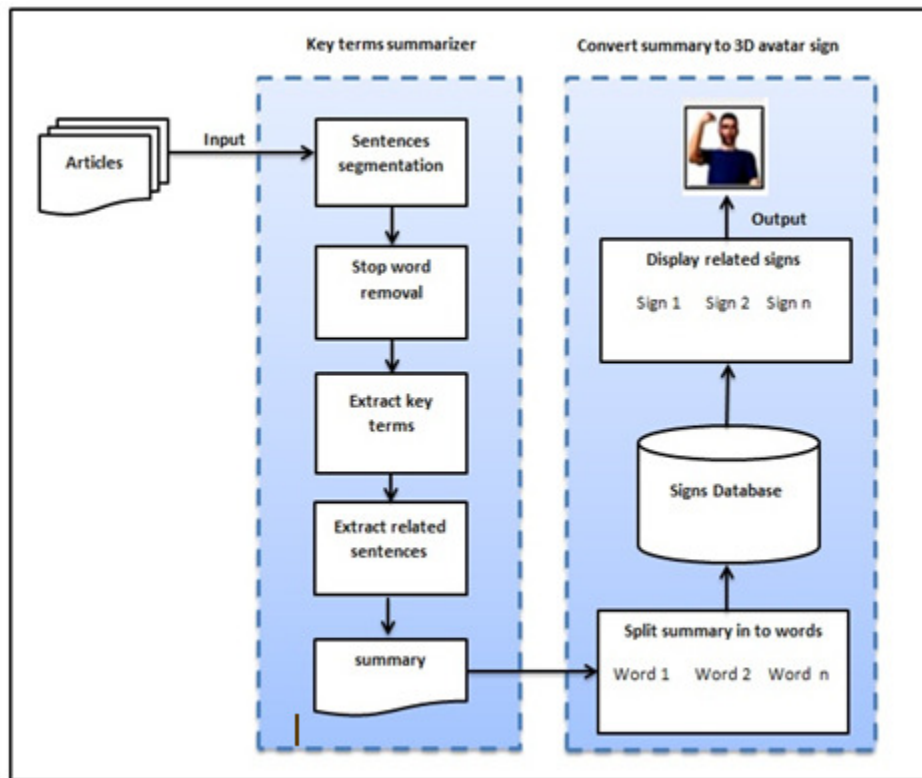 Key terms summarizer
Convert summary to 3D avatar sign
Articles
Input
Sentences
segmentation
Stop word
removal
Extract key
terms
Extract related
sentences
summary
Output
Display related signs
Sign 1 Sign 2 Sign n
Signs Database
Split summary in to words
Word 1 Word 2 Word n